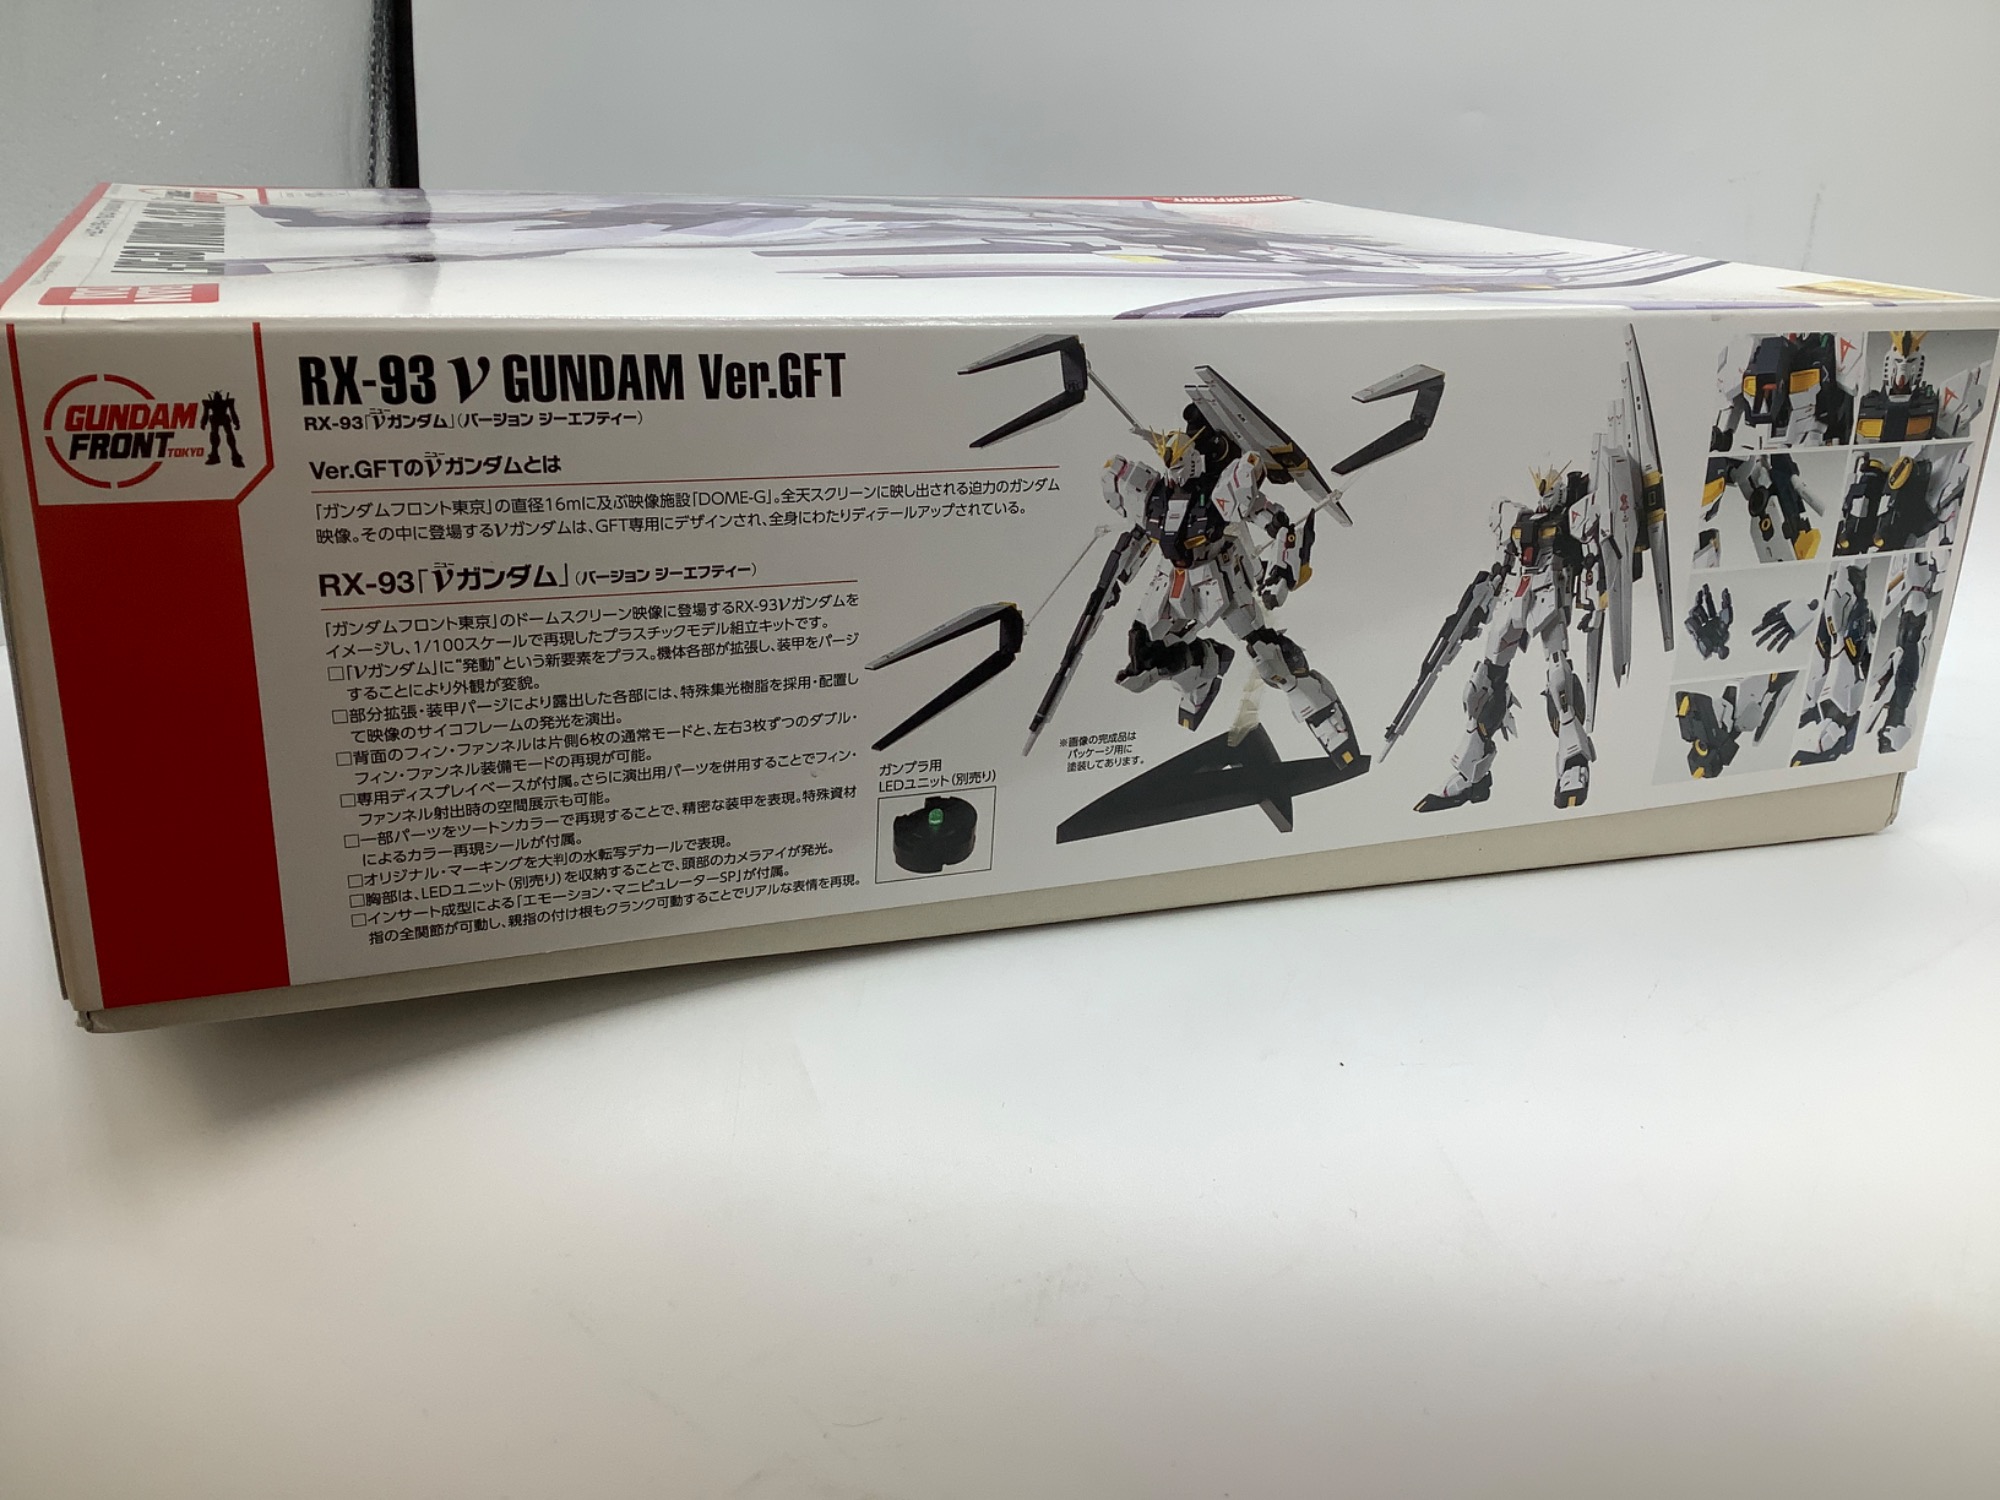 GUNDAM
FRONT TOKYO
RX-93 ν GUNDAM Ver.GFT
RX-93「νガンダム」(バージョン ジーエフティー)
Ver.GFTのνガンダムとは
「ガンダムフロント東京」の直径16mに及ぶ映像施設「DOME-G」。全天スクリーンに映し出される迫力のガンダム
映像。その中に登場するνガンダムは、GFT専用にデザインされ、全身にわたりディテールアップされている。
RX-93「νガンダム」(バージョン ジーエフティー)
「ガンダムフロント東京」のドームスクリーン映像に登場するRX-93νガンダムを
イメージし、1/100スケールで再現したプラスチックモデル組立キットです。
□「νガンダム」に"発動"という新要素をプラス。機体各部が拡張し、装甲をパージ
することにより外観が変貌。
□部分拡張・装甲パージにより露出した各部には、特殊集光樹脂を採用・配置し
て映像のサイコフレームの発光を演出。
□背面のフィン・ファンネルは片側6枚の通常モードと、左右3枚ずつのダブル・
フィン・ファンネル装備モードの再現が可能。
□専用ディスプレイベースが付属。さらに演出用パーツを併用することでフィン・
ファンネル射出時の空間展示も可能。
□一部パーツをツートンカラーで再現することで、精密な装甲を表現。特殊資材
によるカラー再現シールが付属。
□オリジナル・マーキングを大判の水転写デカールで表現。
□胸部は、LEDユニット(別売り)を収納することで、頭部のカメラアイが発光。
□インサート成型による「エモーション・マニピュレーターSP」が付属。
指の全関節が可動し、親指の付け根もクランク可動することでリアルな表情を再現。
ガンプラ用
LEDユニット(別売り)
※画像の完成品は
パッケージ用に
塗装してあります。
GUNDAM FRONT